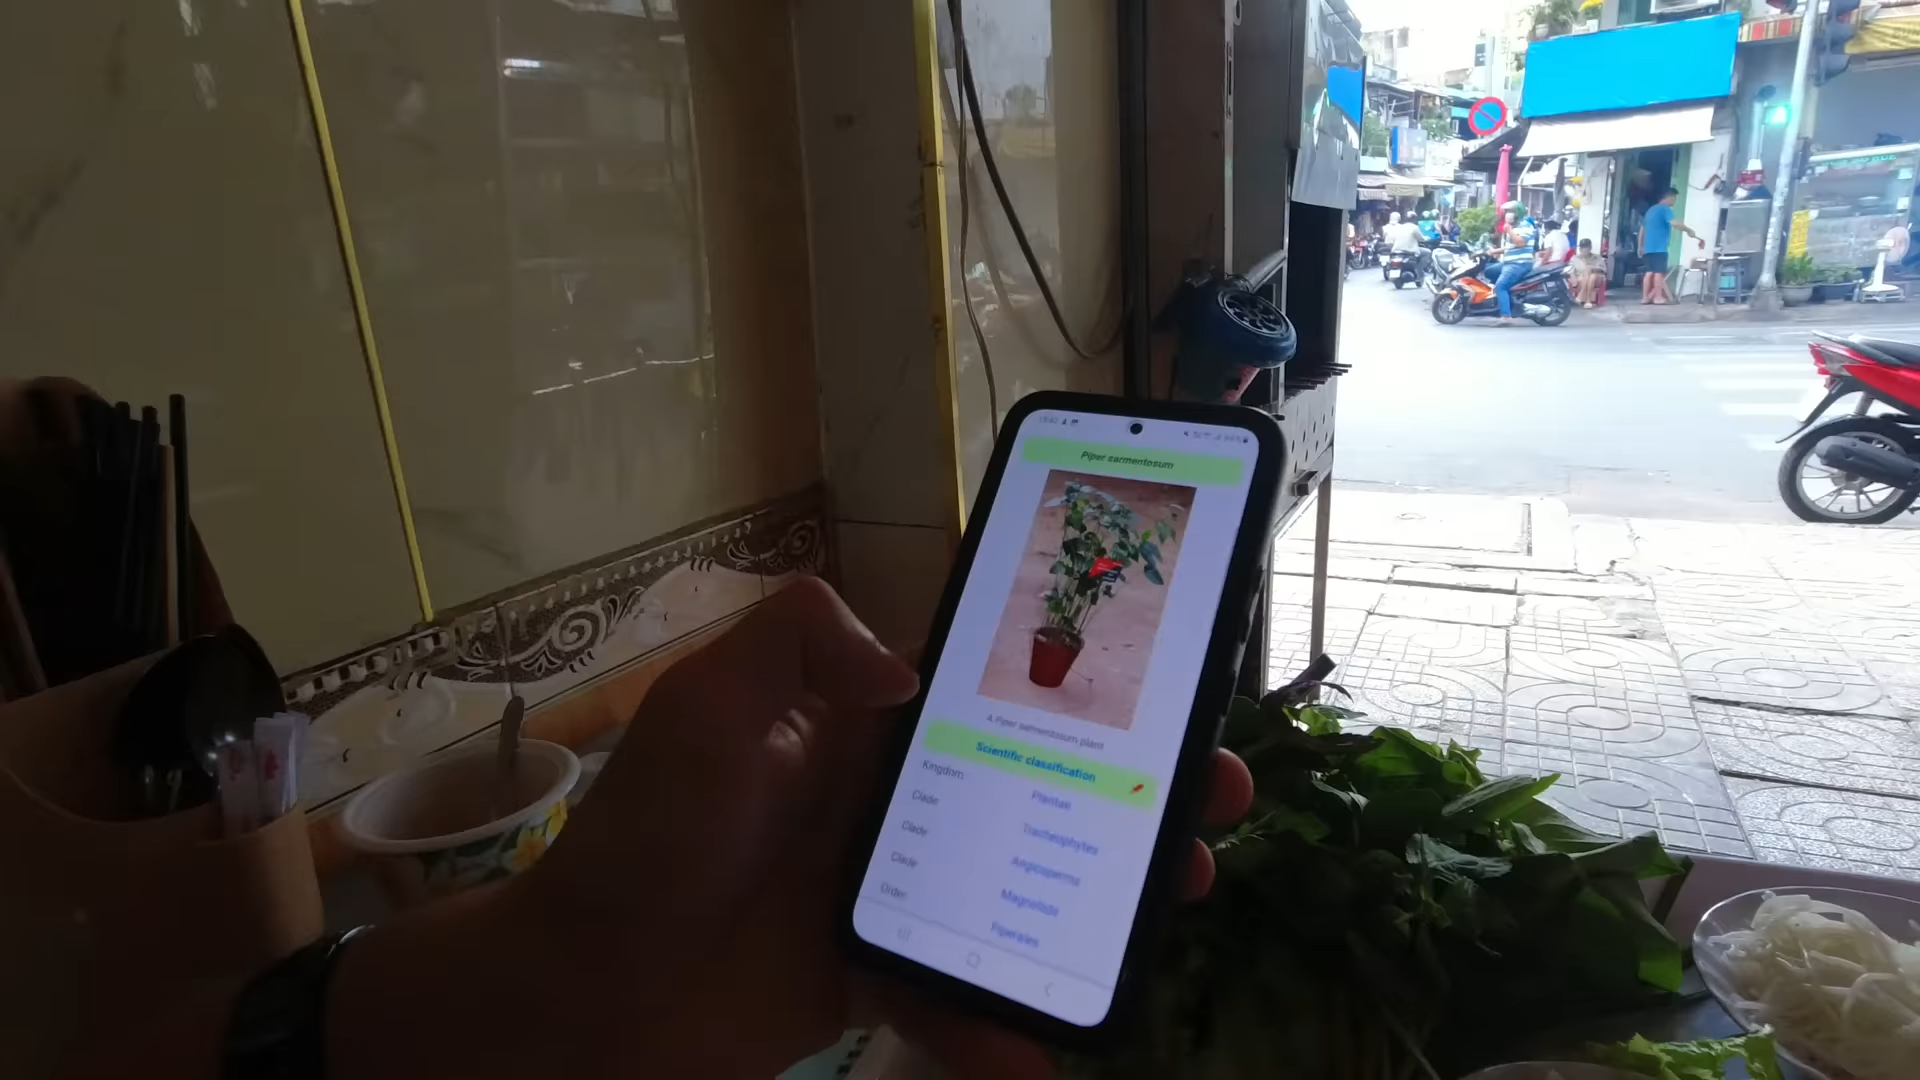 Piper sarmentosum
A Piper sarmentosum plant
Scientific classification
Kingdom Plantae
Clade Tracheophytes
Clade Angiosperms
Clade Magnoliids
Order Piperales